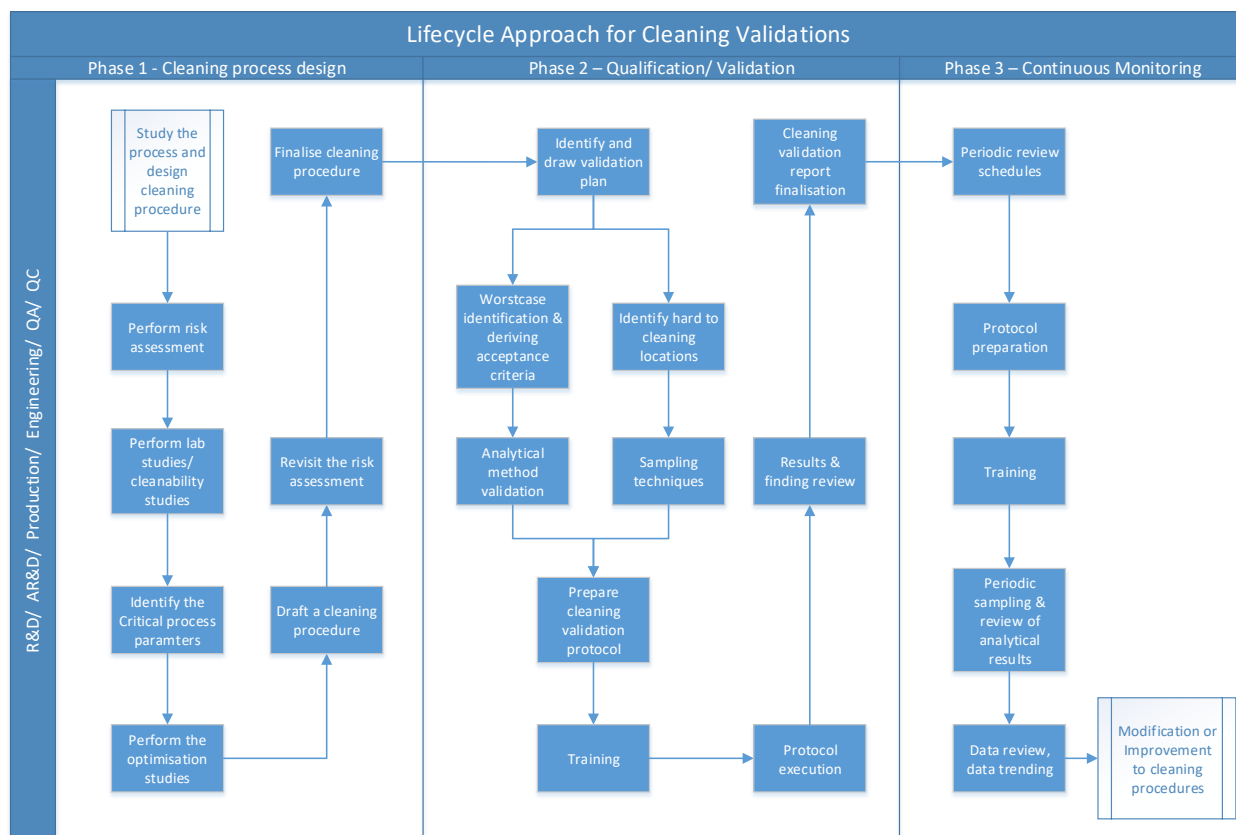 Lifecycle Approach for Cleaning Validations
Phase 1 - Cleaning process design
Phase 2 – Qualification/ Validation
Phase 3 – Continuous Monitoring
R&D/ AR&D/ Production/ Engineering/ QA/ QC
Study the
process and
design
cleaning
procedure
Perform risk
assessment
Perform lab
studies/
cleanability
studies
Identify the
Critical process
paramters
Perform the
optimisation
studies
Finalise cleaning
procedure
Revisit the risk
assessment
Draft a cleaning
procedure
Identify and
draw validation
plan
Worstcase
identification &
deriving
acceptance
criteria
Identify hard to
cleaning
locations
Analytical
method
validation
Sampling
techniques
Prepare
cleaning
validation
protocol
Training
Cleaning
validation
report
finalisation
Results &
finding review
Protocol
execution
Periodic review
schedules
Protocol
preparation
Training
Periodic
sampling &
review of
analytical
results
Data review,
data trending
Modification or
Improvement
to cleaning
procedures